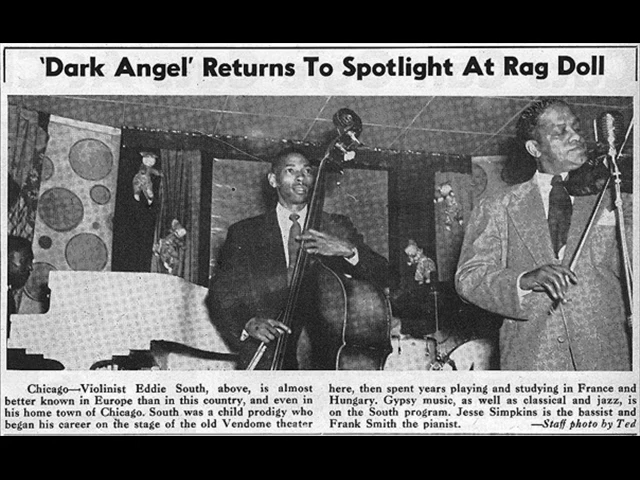 'Dark Angel' Returns To Spotlight At Rag Doll
Chicago—Violinist Eddie South, above, is almost
better known in Europe than in this country, and even in
his home town of Chicago. South was a child prodigy who
began his career on the stage of the old Vendome theater
here, then spent years playing and studying in France and
Hungary. Gypsy music, as well as classical and jazz, is
on the South program. Jesse Simpkins is the bassist and
Frank Smith the pianist. —Staff photo by Ted